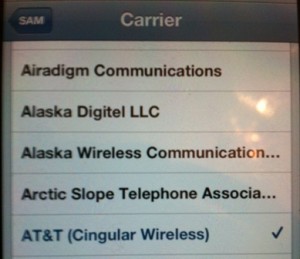 SAM
Carrier
Airadigm Communications
Alaska Digitel LLC
Alaska Wireless Communication...
Arctic Slope Telephone Associa...
AT&T (Cingular Wireless)